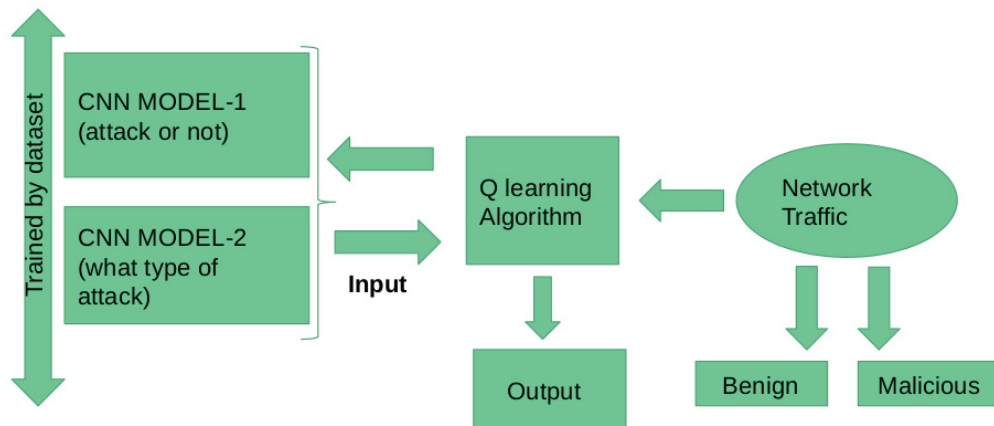 Trained by dataset
CNN MODEL-1
(attack or not)
CNN MODEL-2
(what type of
attack)
Input
Q learning
Algorithm
Output
Network
Traffic
Benign
Malicious